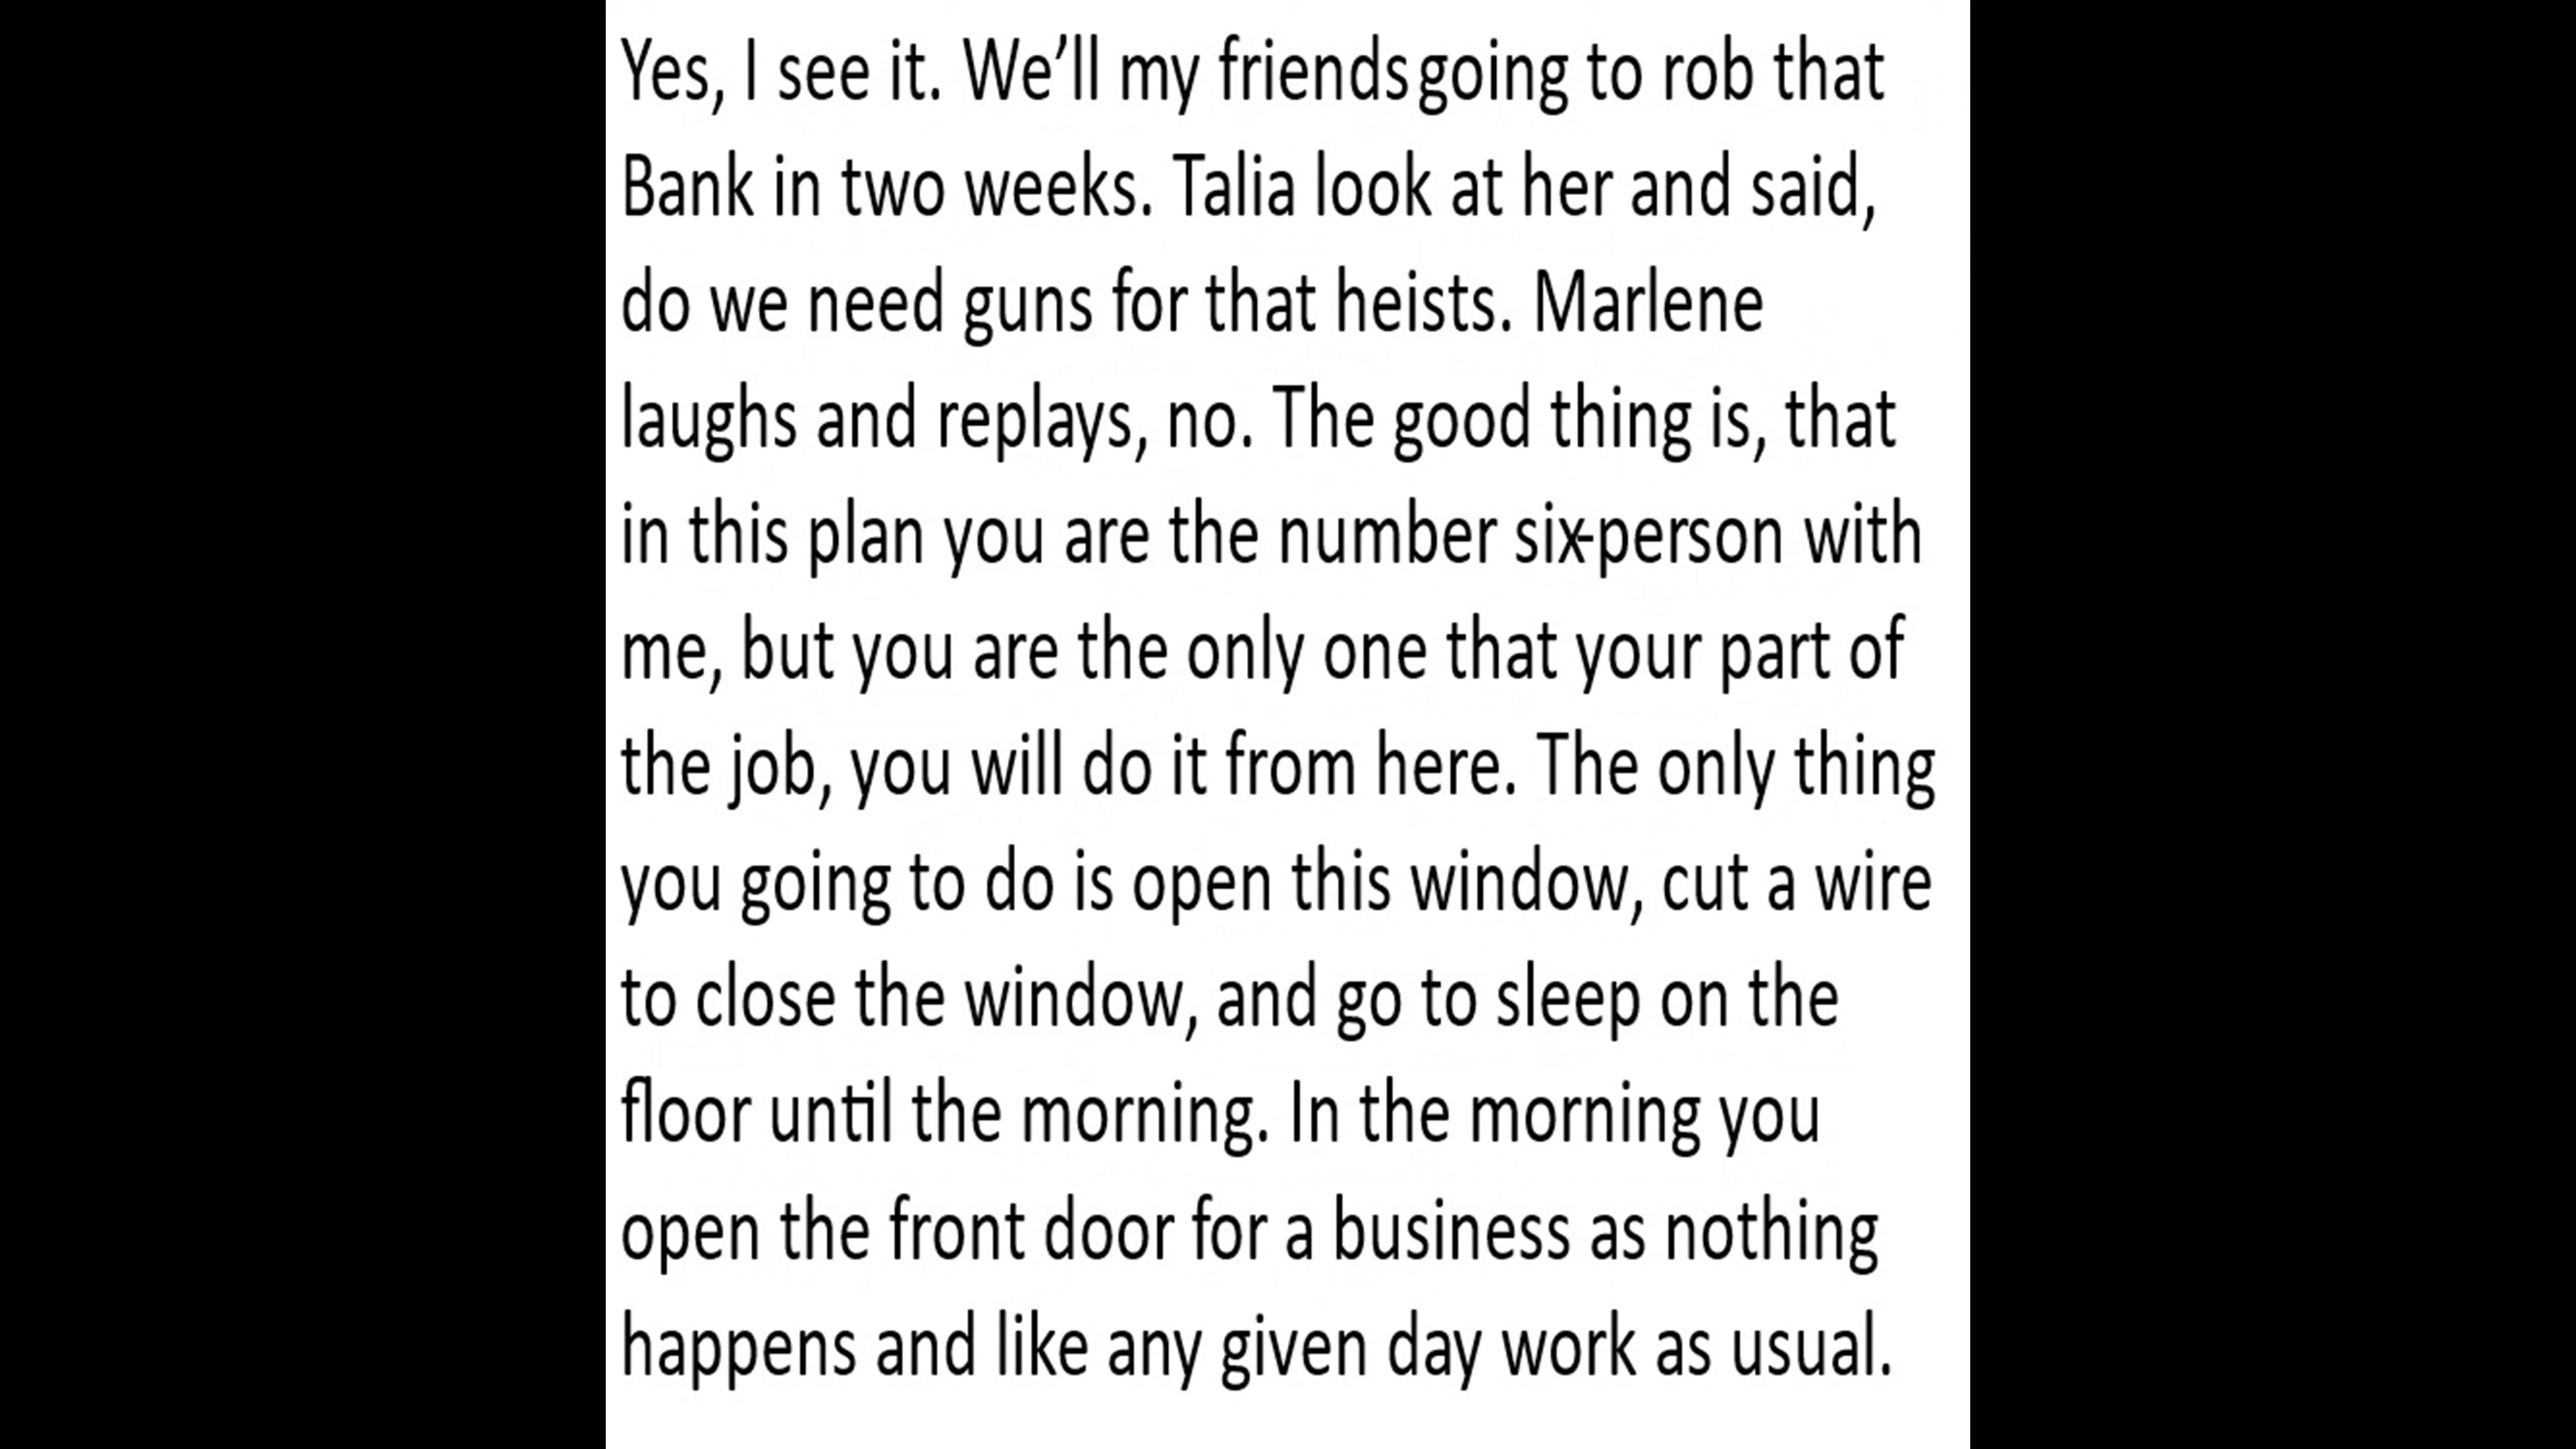 Yes, I see it. We’ll my friends going to rob that
Bank in two weeks. Talia look at her and said,
do we need guns for that heists. Marlene
laughs and replays, no. The good thing is, that
in this plan you are the number six-person with
me, but you are the only one that your part of
the job, you will do it from here. The only thing
you going to do is open this window, cut a wire
to close the window, and go to sleep on the
floor until the morning. In the morning you
open the front door for a business as nothing
happens and like any given day work as usual.